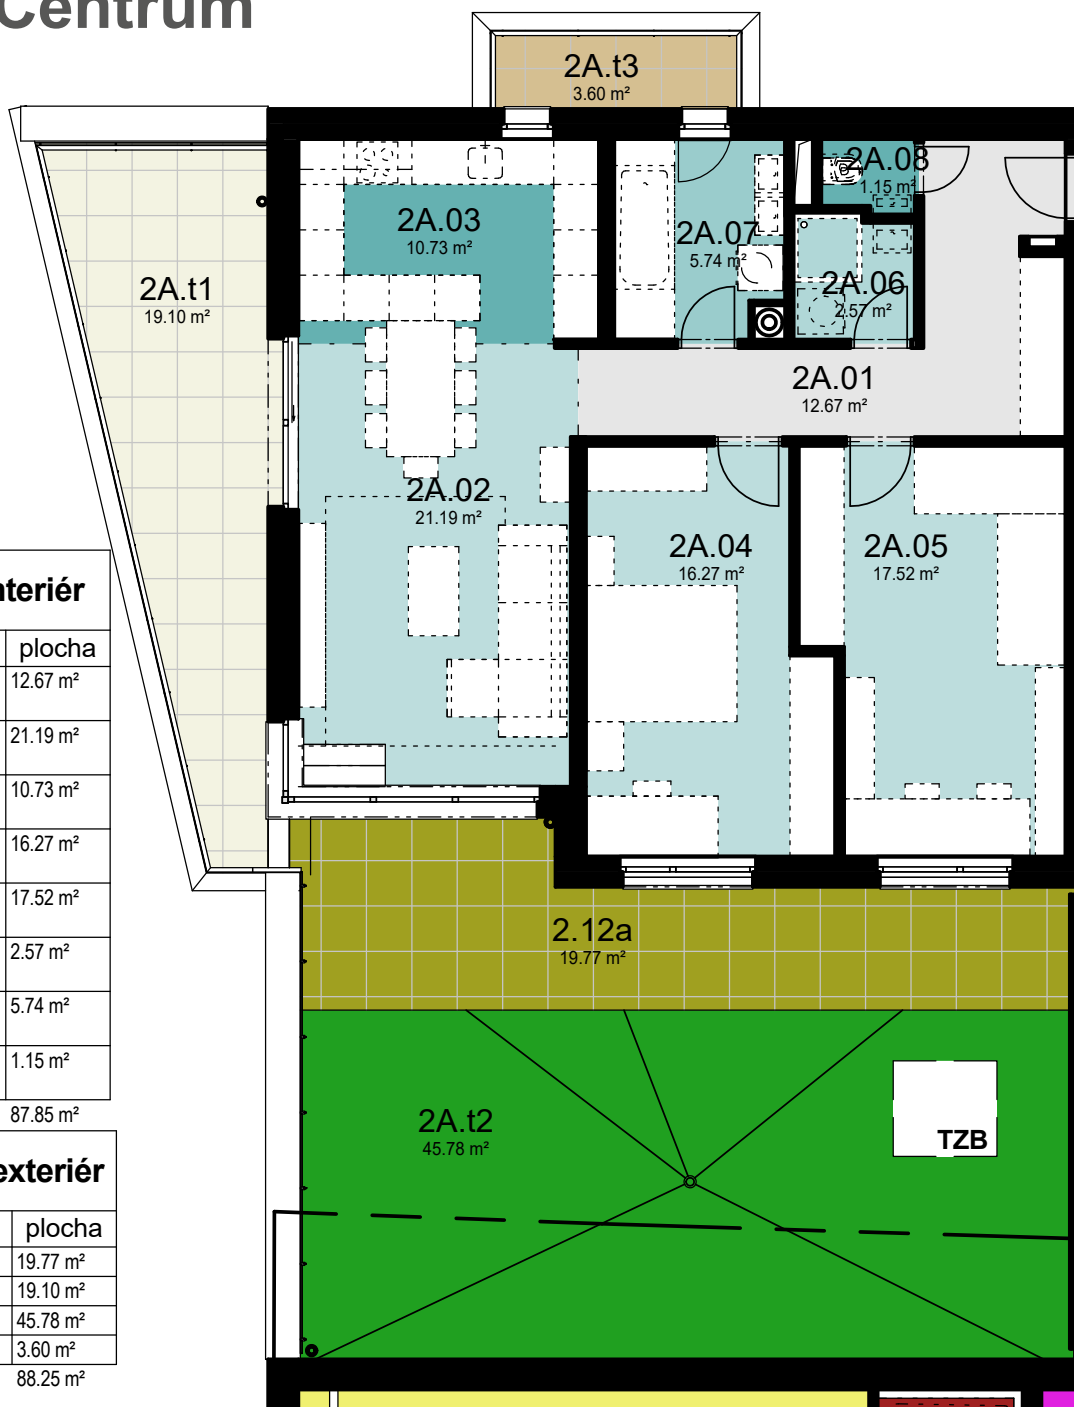 Centrum
2A.t3
3.60 m²
2A.08
1.15 m²
2A.03
10.73 m²
2A.07
5.74 m²
2A.06
2.57 m²
2A.t1
19.10 m²
2A.01
12.67 m²
2A.02
21.19 m²
2A.04
16.27 m²
2A.05
17.52 m²
nteriér
plocha
12.67 m²
21.19 m²
10.73 m²
16.27 m²
17.52 m²
2.57 m²
5.74 m²
1.15 m²
87.85 m²
exteriér
plocha
19.77 m²
19.10 m²
45.78 m²
3.60 m²
88.25 m²
2.12a
19.77 m²
2A.t2
45.78 m²
TZB